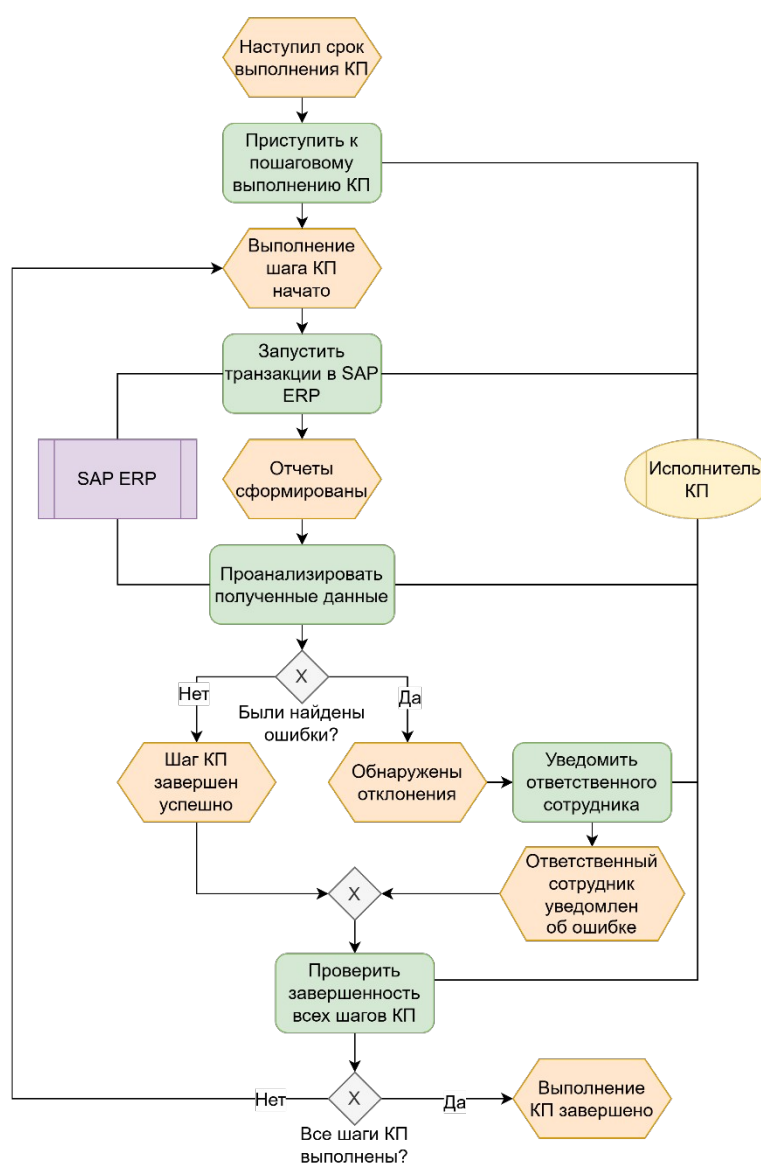 Наступил срок
выполнения КП
Приступить к
пошаговому
выполнению КП
Выполнение
шага КП
начато
Запустить
транзакции в SAP
ERP
SAP ERP
Отчеты
сформированы
Исполнитель
КП
Проанализировать
полученные данные
X
Нет
Да
Были найдены
ошибки?
Шаг КП
завершен
успешно
Обнаружены
отклонения
Уведомить
ответственного
сотрудника
X
Ответственный
сотрудник
уведомлен
об ошибке
Проверить
завершенность
всех шагов КП
Нет
X
Да
Выполнение
КП завершено
Все шаги КП
выполнены?